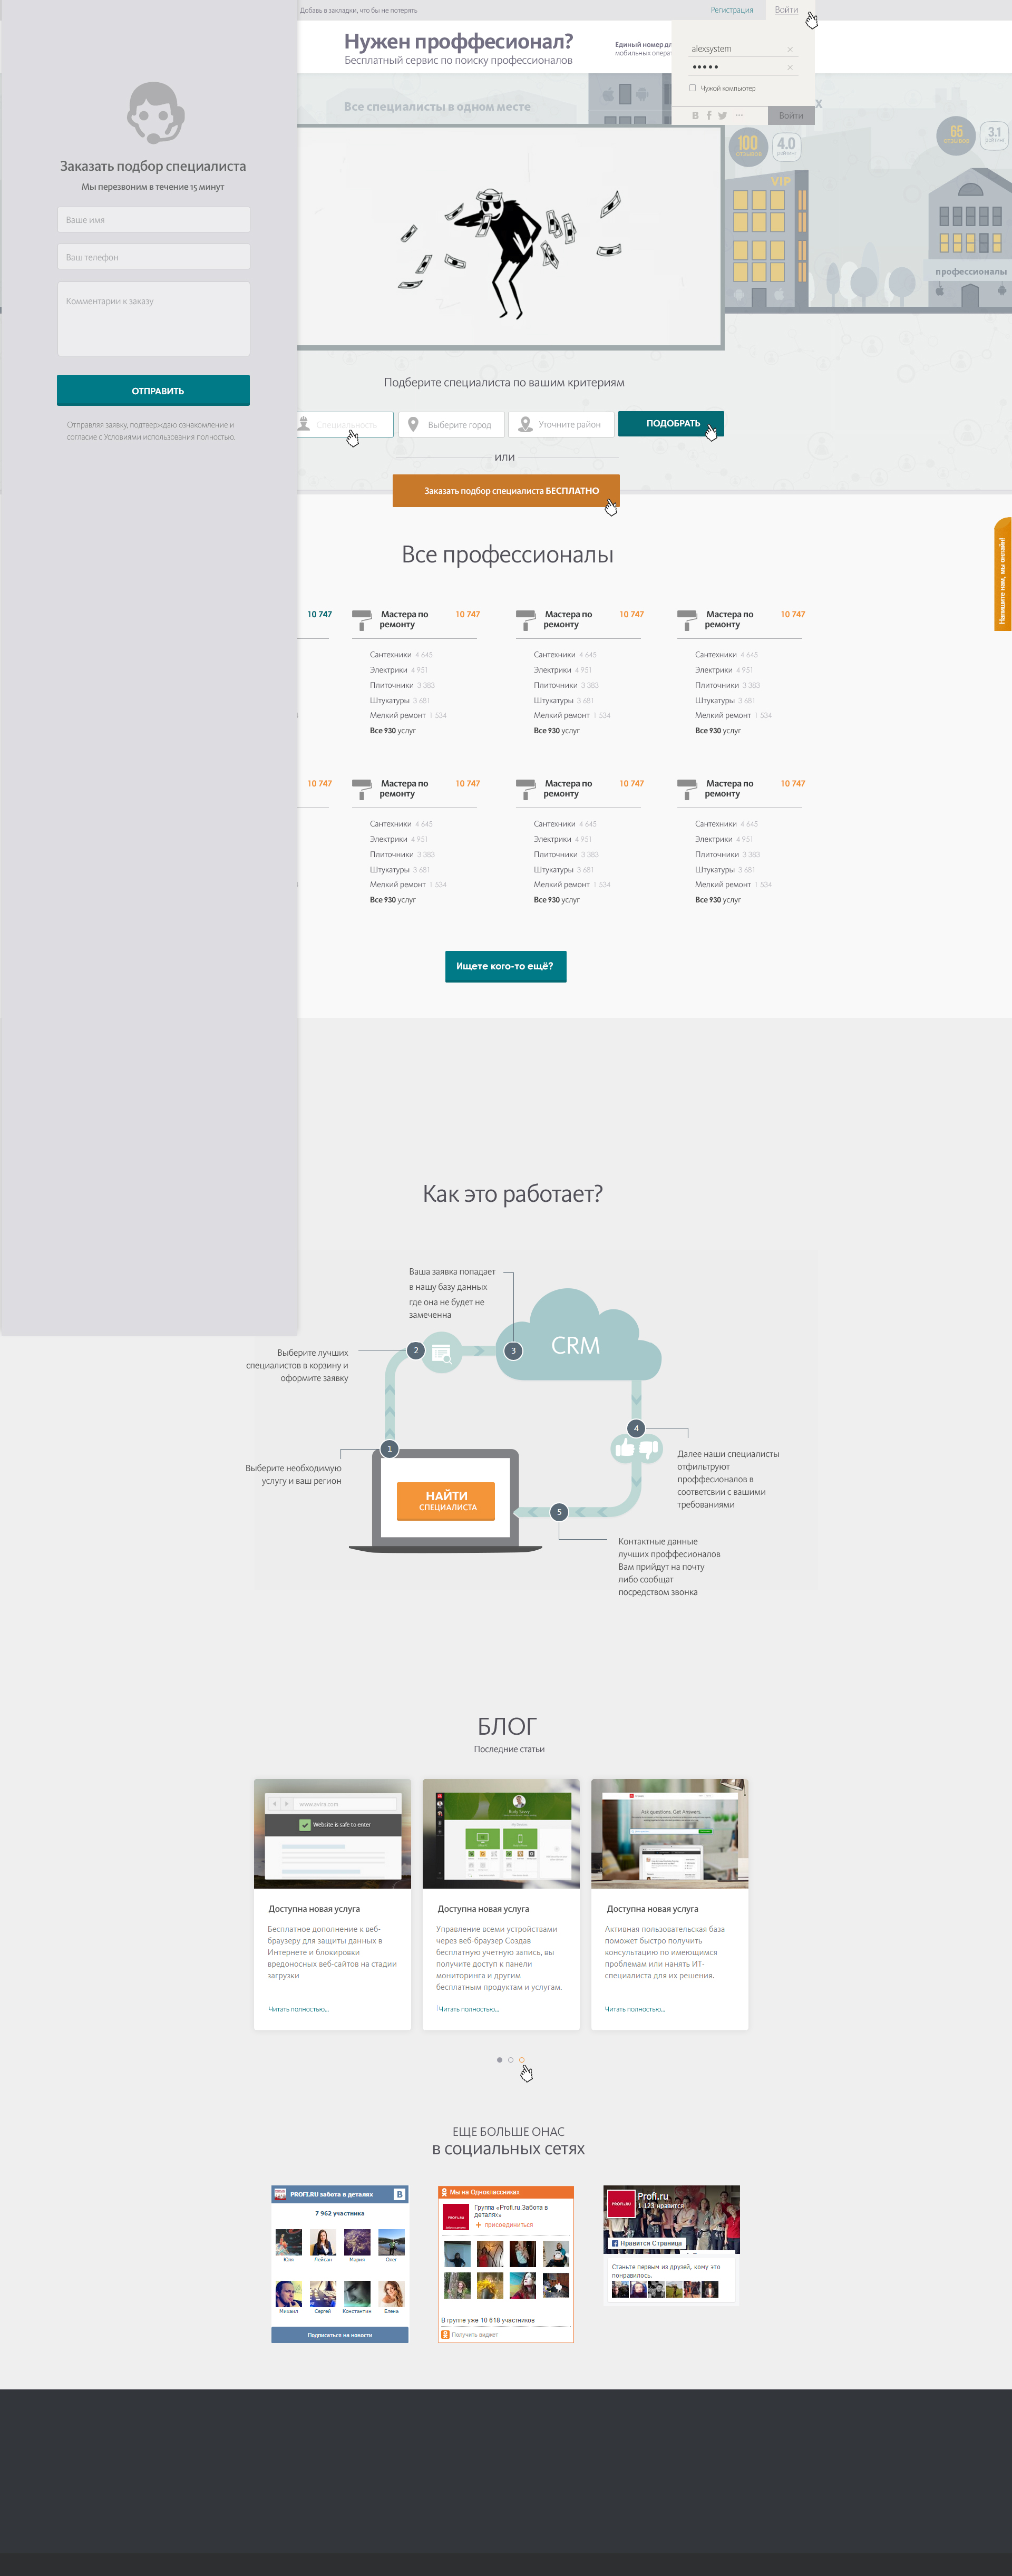 Добавь в закладки, что бы не потерять
Регистрация
Войти
Нужен проффесионал?
Бесплатный сервис по поиску профессионалов
Единый номер дл
мобильных операт
alexsystem
Чужой компьютер
Войти
Все специалисты в одном месте
100
4.0
VIP
65
3.1
профессионалы
Заказать подбор специалиста
Мы перезвоним в течение 15 минут
Ваше имя
Ваш телефон
Комментарии к заказу
ОТПРАВИТЬ
Отправляя заявку, подтверждаю ознакомление и
согласие с Условиями использования полностью.
Подберите специалиста по вашим критериям
Специальность
Выберите город
Уточните район
ПОДОБРАТЬ
или
Заказать подбор специалиста БЕСПЛАТНО
Напишите нам, мы онлайн!
Все профессионалы
10 747
Мастера по
ремонту
10 747
Сантехники 4 645
Электрики 4 951
Плиточники 3 383
Штукатуры 3 681
Мелкий ремонт 1 534
Все 930 услуг
Мастера по
ремонту
10 747
Сантехники 4 645
Электрики 4 951
Плиточники 3 383
Штукатуры 3 681
Мелкий ремонт 1 534
Все 930 услуг
Мастера по
ремонту
10 747
Сантехники 4 645
Электрики 4 951
Плиточники 3 383
Штукатуры 3 681
Мелкий ремонт 1 534
Все 930 услуг
10 747
Мастера по
ремонту
10 747
Сантехники 4 645
Электрики 4 951
Плиточники 3 383
Штукатуры 3 681
Мелкий ремонт 1 534
Все 930 услуг
Мастера по
ремонту
10 747
Сантехники 4 645
Электрики 4 951
Плиточники 3 383
Штукатуры 3 681
Мелкий ремонт 1 534
Все 930 услуг
Мастера по
ремонту
10 747
Сантехники 4 645
Электрики 4 951
Плиточники 3 383
Штукатуры 3 681
Мелкий ремонт 1 534
Все 930 услуг
Ищете кого-то ещё?
Как это работает?
Ваша заявка попадает
в нашу базу данных
где она не будет не
замеченна
CRM
2
3
Выберите лучших
специалистов в корзину и
оформите заявку
4
1
Выберите необходимую
услугу и ваш регион
Далее наши специалисты
отфильтруют
проффесионалов в
соответсвии с вашими
требованиями
НАЙТИ
СПЕЦИАЛИСТА
5
Контактные данные
лучших проффесионалов
Вам прийдут на почту
либо сообщат
посредством звонка
БЛОГ
Последние статьи
Website is safe to enter
Ask questions. Get Answers.
Доступна новая услуга
Бесплатное дополнение к веб-
браузеру для защиты данных в
Интернете и блокировки
вредоносных веб-сайтов на стадии
загрузки
Читать полностью...
Доступна новая услуга
Управление всеми устройствами
через веб-браузер Создав
бесплатную учетную запись, вы
получите доступ к панели
мониторинга и другим
бесплатным продуктам и услугам.
Читать полностью...
Доступна новая услуга
Активная пользовательская база
поможет быстро получить
консультацию по имеющимся
проблемам или нанять ИТ-
специалиста для их решения.
Читать полностью...
ЕЩЕ БОЛЬШЕ ОНАС
в социальных сетях
PROFI.RU забота в деталях
7 962 участника
Юля
Лейсан
Мария
Олег
Михаил
Сергей
Константин
Елена
Подписаться на новости
Мы на Одноклассниках
Группа «Profi.ru.Забота в
деталях»
присоединиться
В группе уже 10 618 участников
Получить виджет
PROFI.RU
Profi.ru
1 123 нравится
Нравится Страница
Станьте первым из друзей, кому это
понравилось.